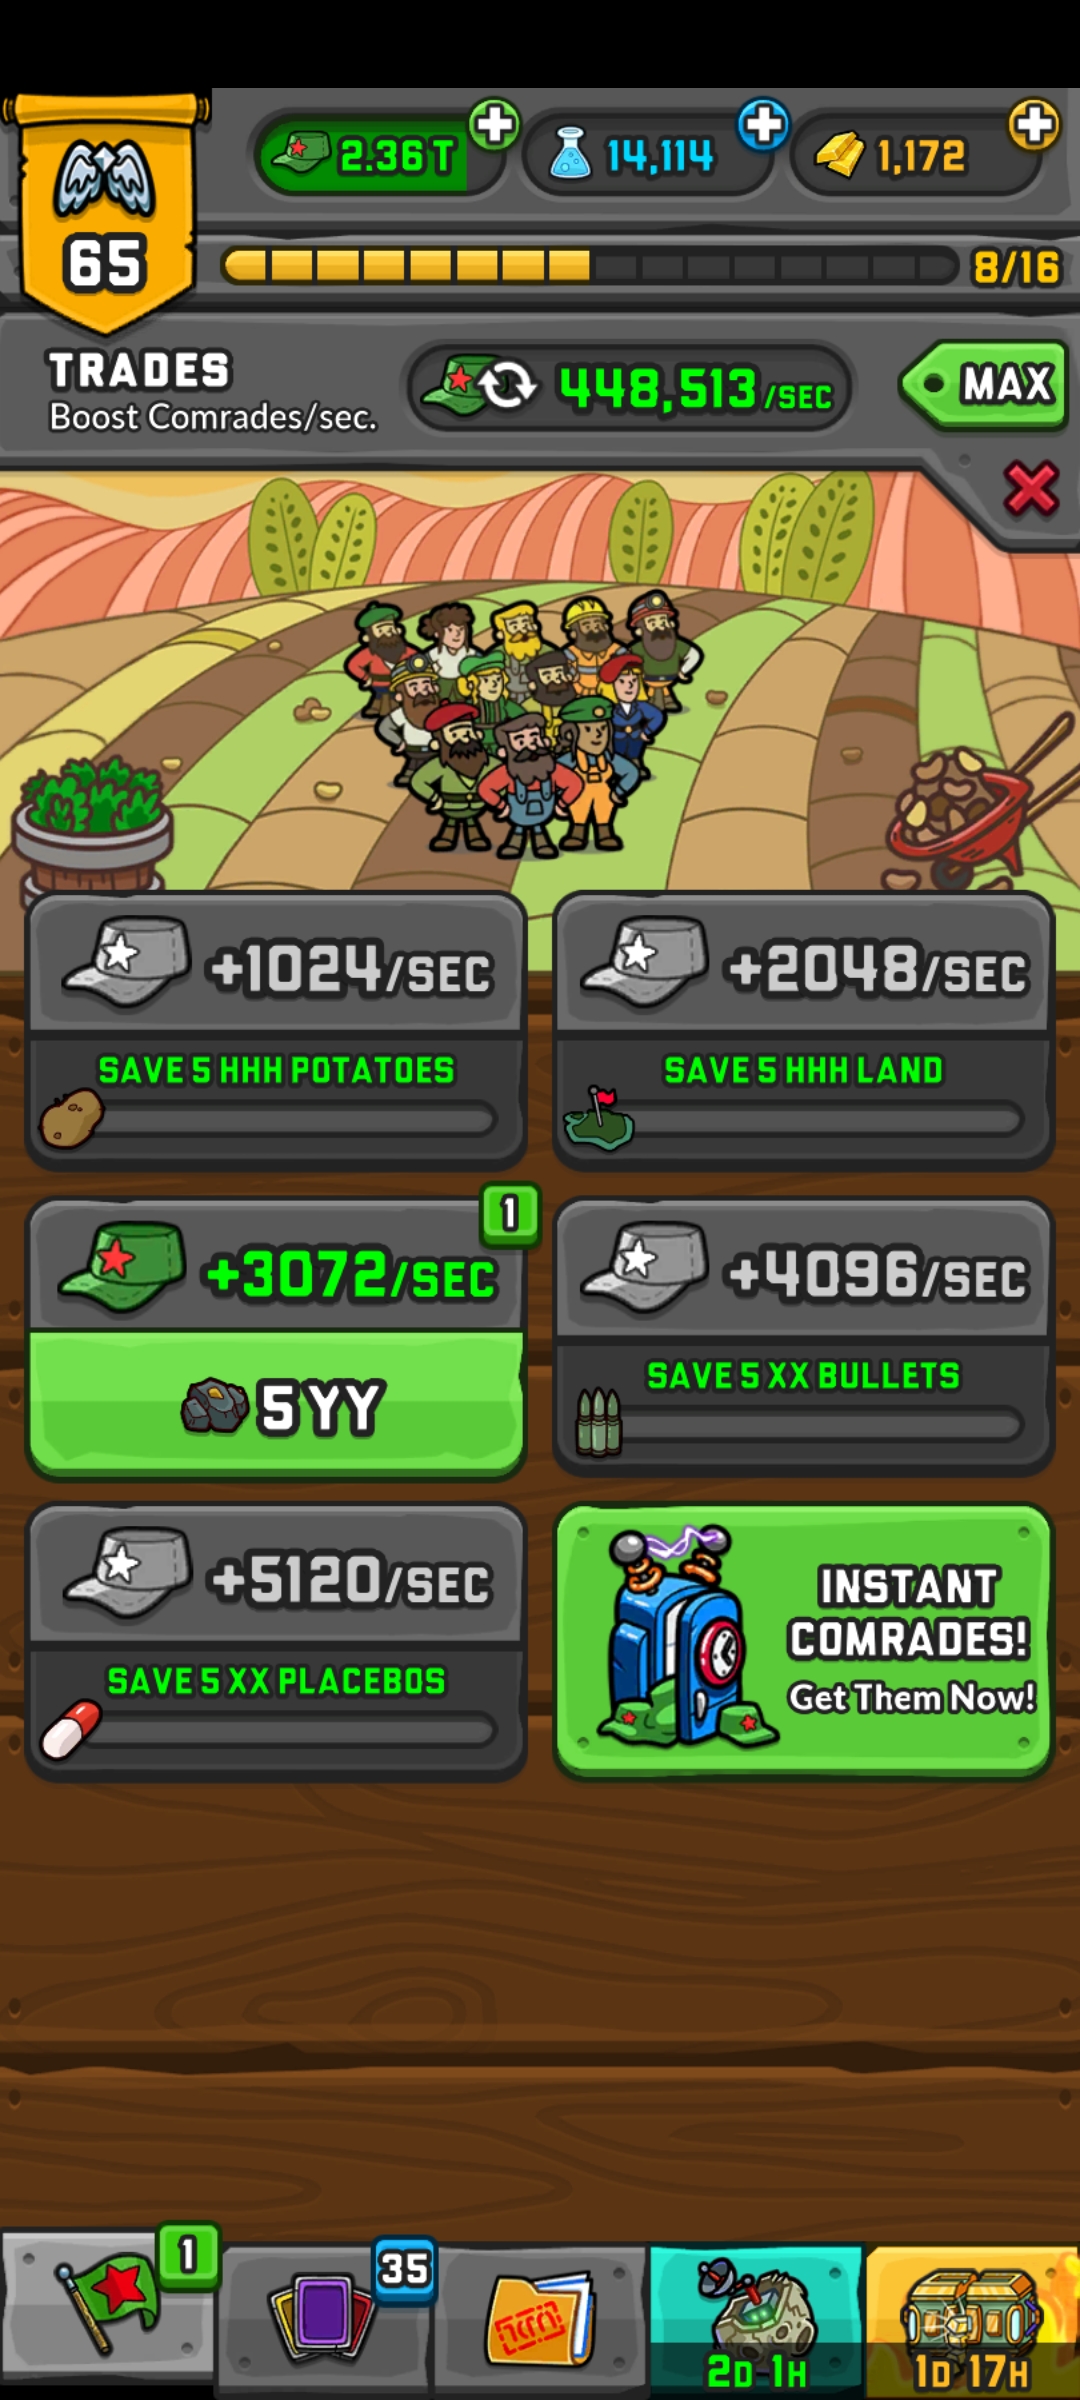 2.36T
14,114
1,172
65
8/16
TRADES
Boost Comrades/sec.
448,513/SEC
MAX
+1024/SEC
SAVE 5 HHH POTATOES
+2048/SEC
SAVE 5 HHH LAND
1
+3072/SEC
5 YY
+4096/SEC
SAVE 5 XX BULLETS
+5120/SEC
SAVE 5 XX PLACEBOS
INSTANT
COMRADES!
Get Them Now!
1
35
2D 1H
1D 17H